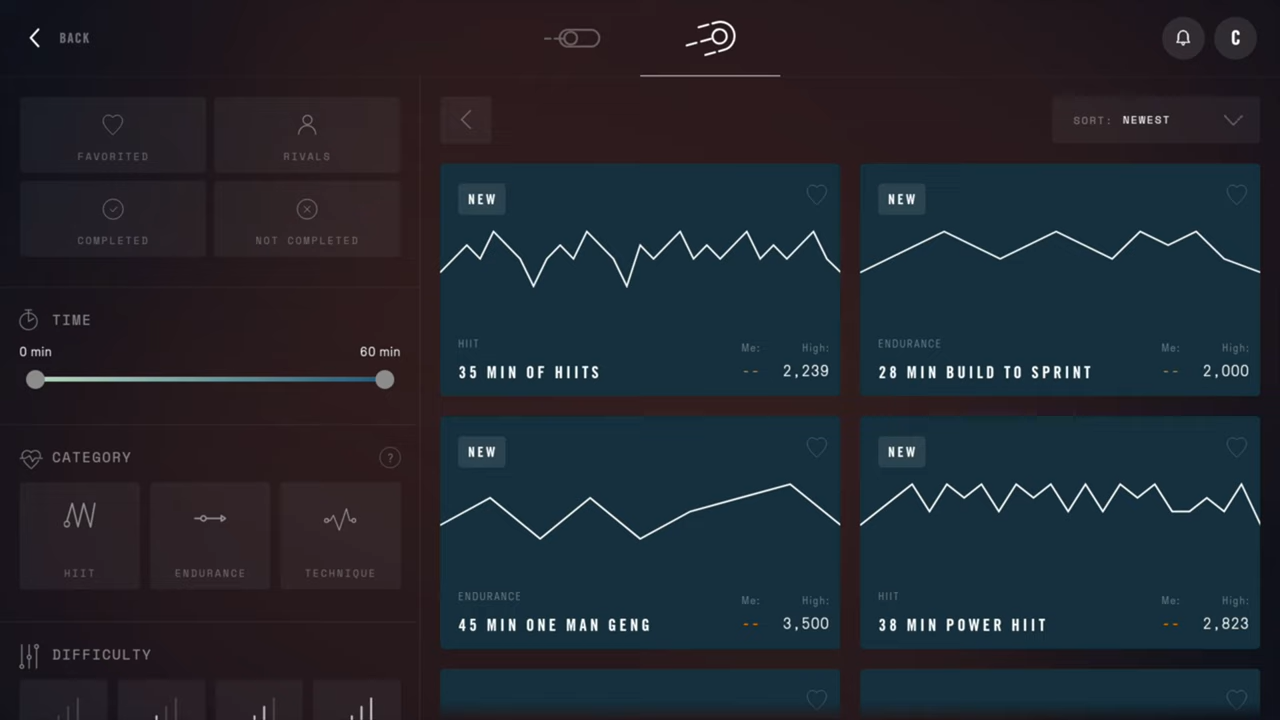 BACK
C
FAVORITED
RIVALS
COMPLETED
NOT COMPLETED
TIME
0 min
60 min
CATEGORY
?
HIIT
ENDURANCE
TECHNIQUE
DIFFICULTY
SORT: NEWEST
NEW
HIIT
35 MIN OF HIITS
Me:
--
High:
2,239
NEW
ENDURANCE
28 MIN BUILD TO SPRINT
Me:
--
High:
2,000
NEW
ENDURANCE
45 MIN ONE MAN GENG
Me:
--
High:
3,500
NEW
HIIT
38 MIN POWER HIIT
Me:
--
High:
2,823